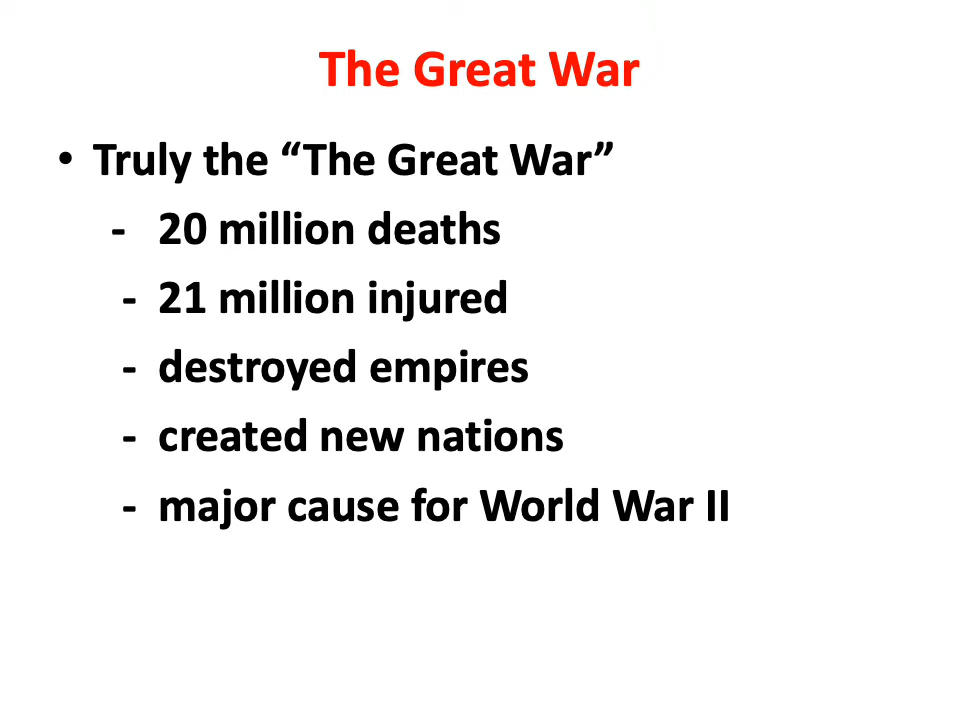 The Great War
• Truly the “The Great War”
- 20 million deaths
- 21 million injured
- destroyed empires
- created new nations
- major cause for World War II